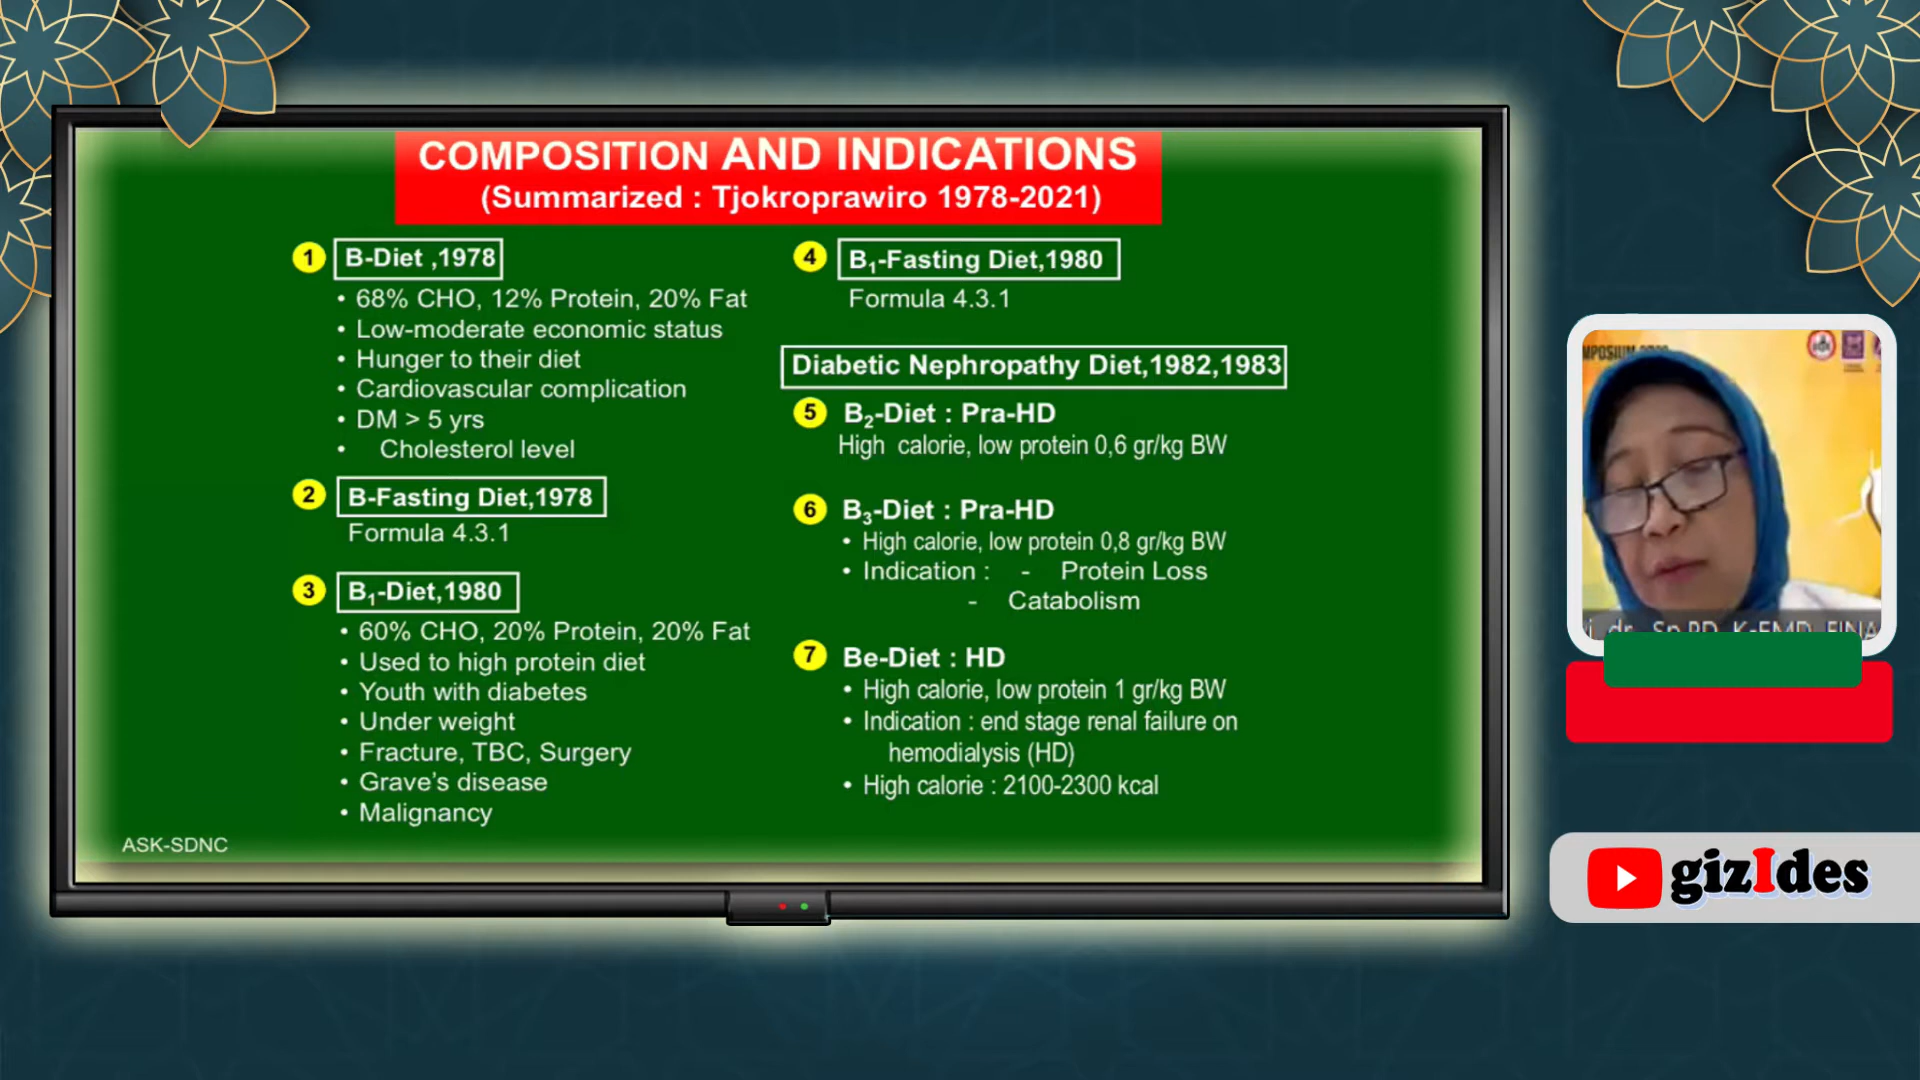 COMPOSITION AND INDICATIONS
(Summarized : Tjokroprawiro 1978-2021)
1 B-Diet ,1978
• 68% CHO, 12% Protein, 20% Fat
• Low-moderate economic status
• Hunger to their diet
• Cardiovascular complication
• DM > 5 yrs
• Cholesterol level
2 B-Fasting Diet,1978
Formula 4.3.1
3 B1-Diet,1980
• 60% CHO, 20% Protein, 20% Fat
• Used to high protein diet
• Youth with diabetes
• Under weight
• Fracture, TBC, Surgery
• Grave's disease
• Malignancy
ASK-SDNC
4 B1-Fasting Diet,1980
Formula 4.3.1
Diabetic Nephropathy Diet,1982,1983
5 B2-Diet : Pra-HD
High calorie, low protein 0,6 gr/kg BW
6 B3-Diet : Pra-HD
• High calorie, low protein 0,8 gr/kg BW
• Indication : - Protein Loss
- Catabolism
7 Be-Diet : HD
• High calorie, low protein 1 gr/kg BW
• Indication : end stage renal failure on
hemodialysis (HD)
• High calorie : 2100-2300 kcal
dr., Sp.PD, K-EMD, FINA
gizIdes